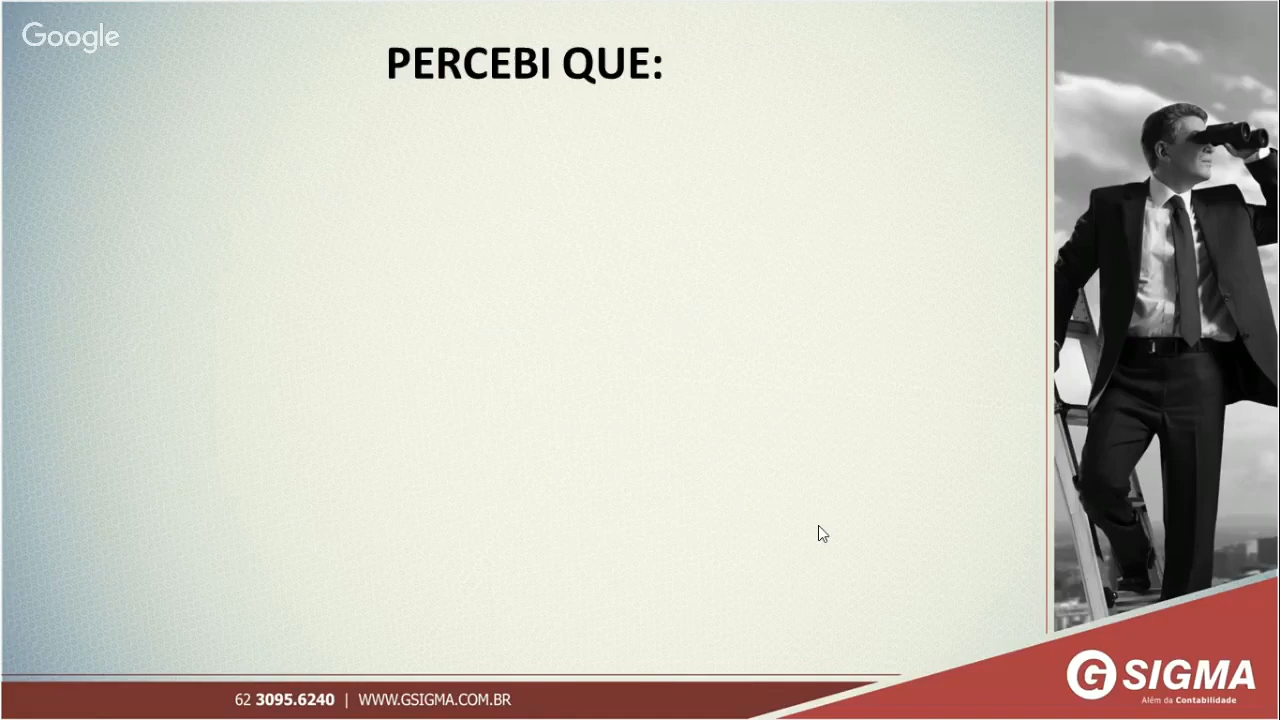 Google
PERCEBI QUE:
G SIGMA
Além da Contabilidade
62 3095.6240 | WWW.GSIGMA.COM.BR